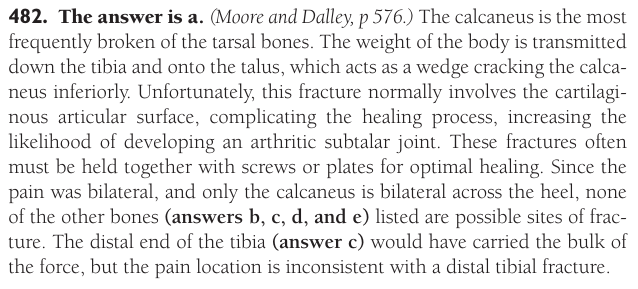 482. The answer is a. (Moore and Dalley, p 576.) The calcaneus is the most
frequently broken of the tarsal bones. The weight of the body is transmitted
down the tibia and onto the talus, which acts as a wedge cracking the calca-
neus inferiorly. Unfortunately, this fracture normally involves the cartilagi-
nous articular surface, complicating the healing process, increasing the
likelihood of developing an arthritic subtalar joint. These fractures often
must be held together with screws or plates for optimal healing. Since the
pain was bilateral, and only the calcaneus is bilateral across the heel, none
of the other bones (answers b, c, d, and e) listed are possible sites of frac-
ture. The distal end of the tibia (answer c) would have carried the bulk of
the force, but the pain location is inconsistent with a distal tibial fracture.